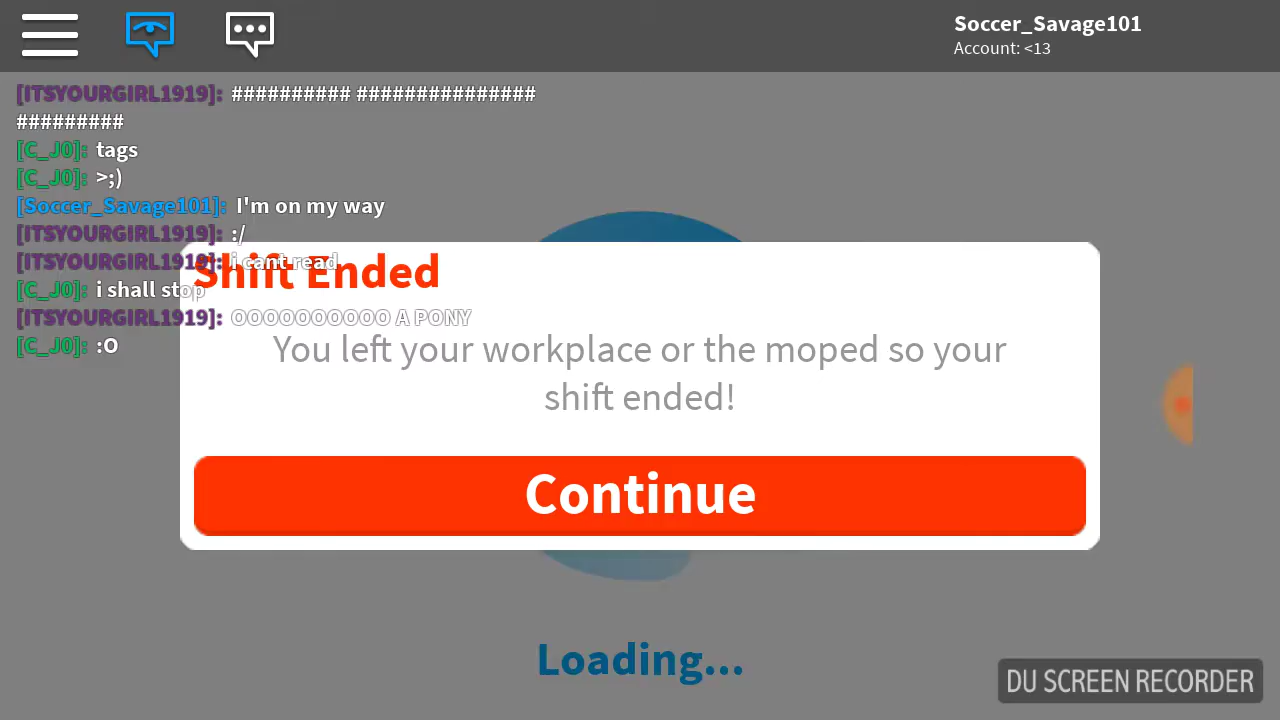 Soccer_Savage101
Account: <13
[ITSYOURGIRL1919]: ########## ###############
#########
[C_J0]: tags
[C_J0]: >;)
[Soccer_Savage101]: I'm on my way
[ITSYOURGIRL1919]: :/
[ITSYOURGIRL1919]: i cant read
[C_J0]: i shall stop
[ITSYOURGIRL1919]: OOOOOOOOOO A PONY
[C_J0]: :O
Shift Ended
You left your workplace or the moped so your
shift ended!
Continue
Loading...
DU SCREEN RECORDER